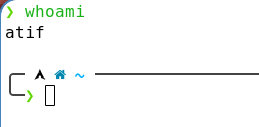 ❯ whoami
atif
~
❯